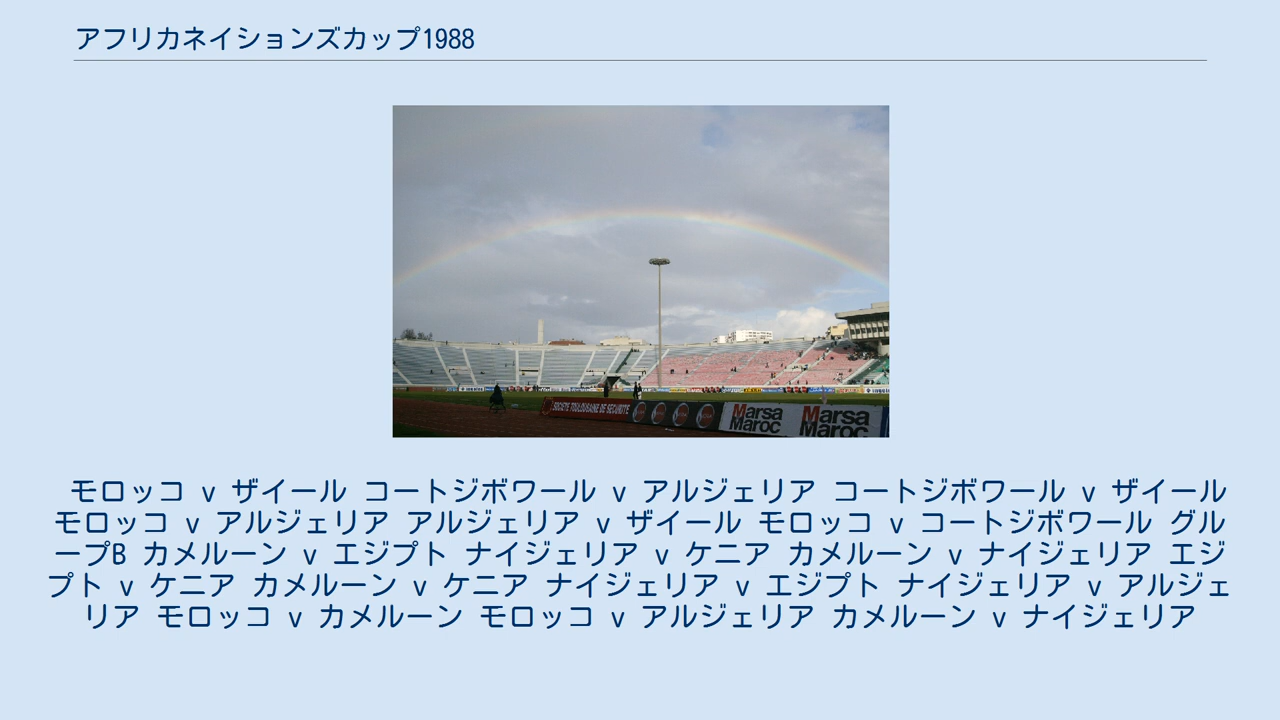 アフリカネイションズカップ1988
SOCIETE TOULOUSAINE DE SECURITE
Marsa Maroc
Marsa Maroc
モロッコ v ザイール コートジボワール v アルジェリア コートジボワール v ザイール
モロッコ v アルジェリア アルジェリア v ザイール モロッコ v コートジボワール グル
ープB カメルーン v エジプト ナイジェリア v ケニア カメルーン v ナイジェリア エジ
プト v ケニア カメルーン v ケニア ナイジェリア v エジプト ナイジェリア v アルジェ
リア モロッコ v カメルーン モロッコ v アルジェリア カメルーン v ナイジェリア